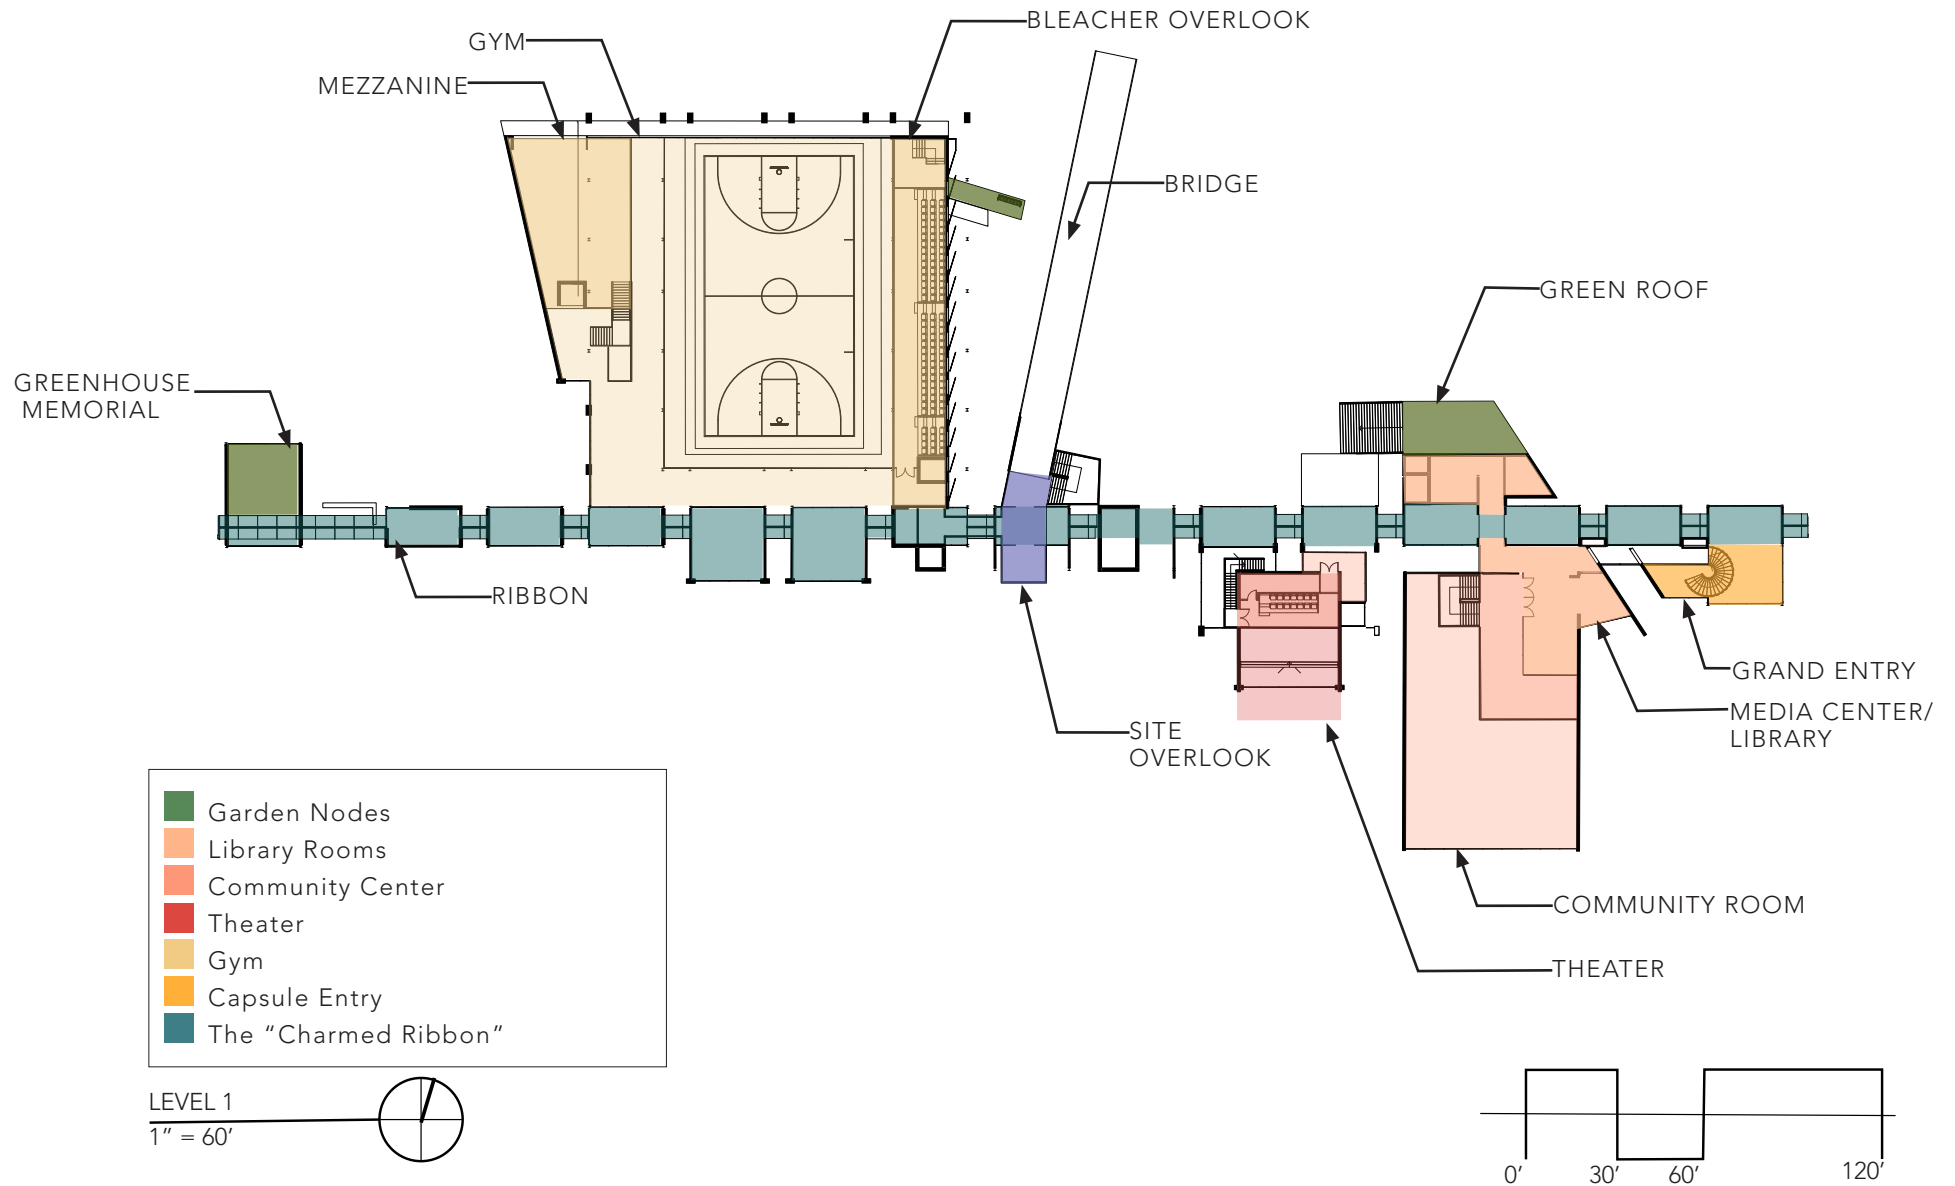 BLEACHER OVERLOOK
GYM
MEZZANINE
BRIDGE
GREEN ROOF
GREENHOUSE
MEMORIAL
RIBBON
GRAND ENTRY
MEDIA CENTER/
LIBRARY
SITE
OVERLOOK
COMMUNITY ROOM
THEATER
Garden Nodes
Library Rooms
Community Center
Theater
Gym
Capsule Entry
The “Charmed Ribbon”
LEVEL 1
1” = 60’
0’ 30’ 60’ 120’